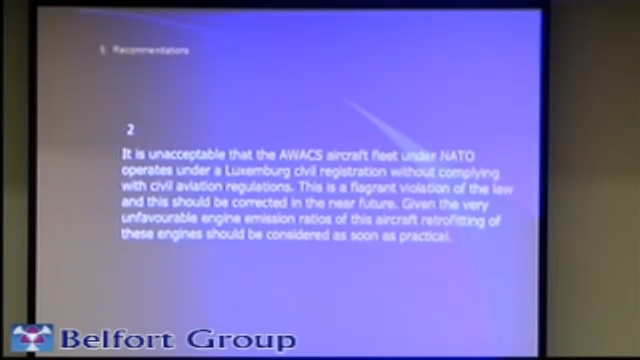 5 Recommendations
2
It is unacceptable that the AWACS aircraft fleet under NATO
operates under a Luxemburg civil registration without complying
with civil aviation regulations. This is a flagrant violation of the law
and this should be corrected in the near future. Given the very
unfavourable engine emission ratios of this aircraft retrofitting of
these engines should be considered as soon as practical.
Belfort Group